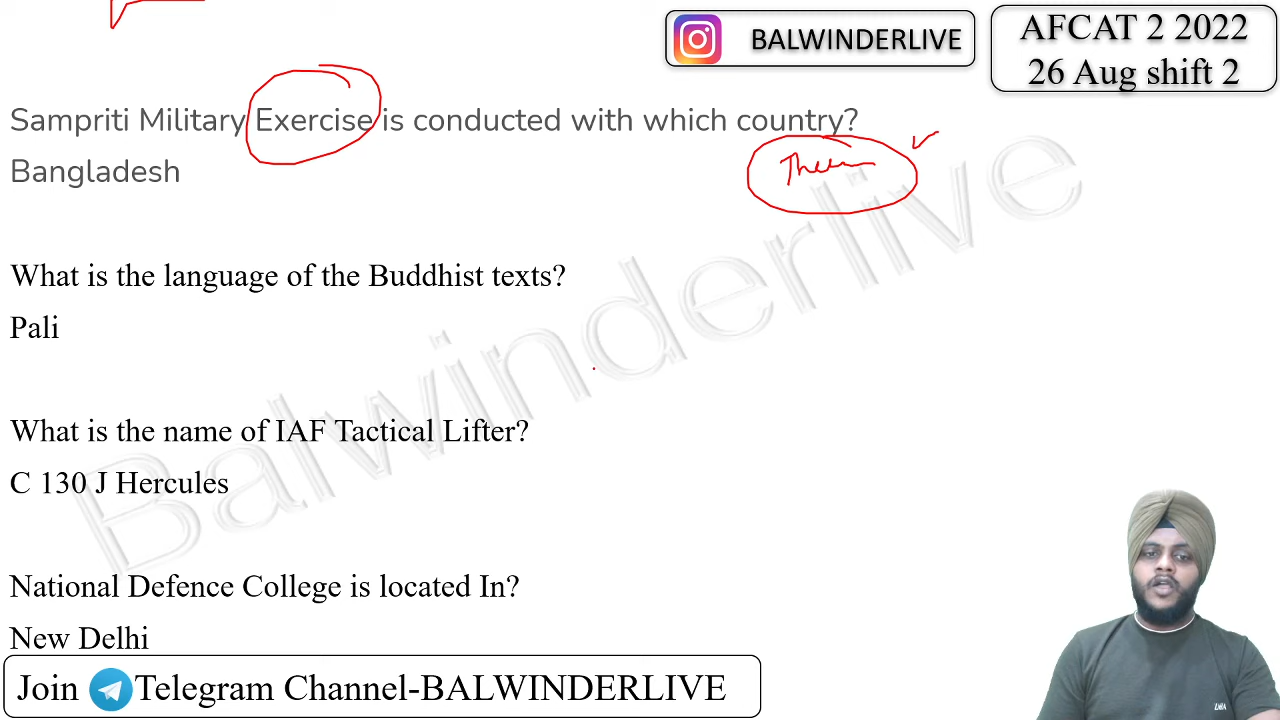 BALWINDERLIVE
AFCAT 2 2022
26 Aug shift 2
Sampriti Military Exercise is conducted with which country?
Bangladesh
What is the language of the Buddhist texts?
Pali
What is the name of IAF Tactical Lifter?
C 130 J Hercules
National Defence College is located In?
New Delhi
Join Telegram Channel-BALWINDERLIVE
Balwinderlive